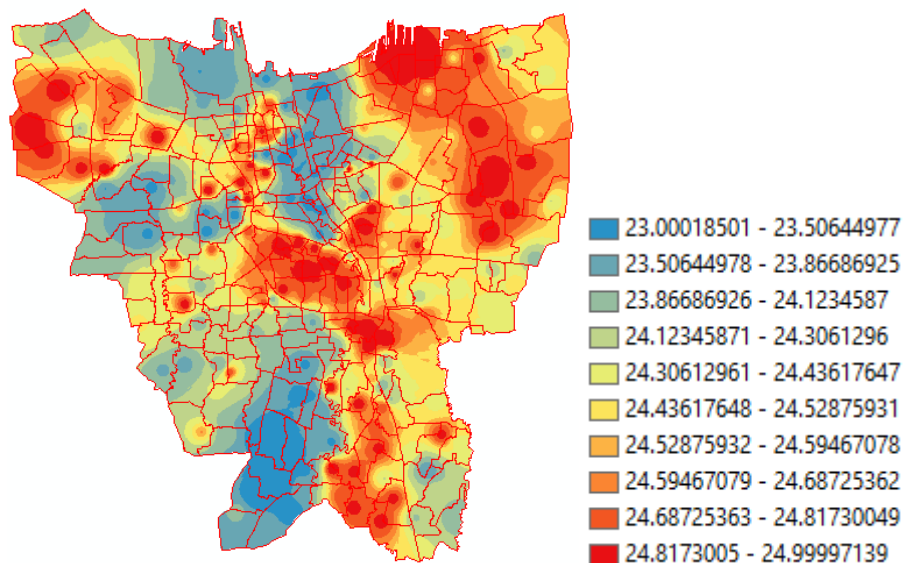 23.00018501 - 23.50644977
23.50644978 - 23.86686925
23.86686926 - 24.1234587
24.12345871 - 24.3061296
24.30612961 - 24.43617647
24.43617648 - 24.52875931
24.52875932 - 24.59467078
24.59467079 - 24.68725362
24.68725363 - 24.81730049
24.8173005 - 24.99997139